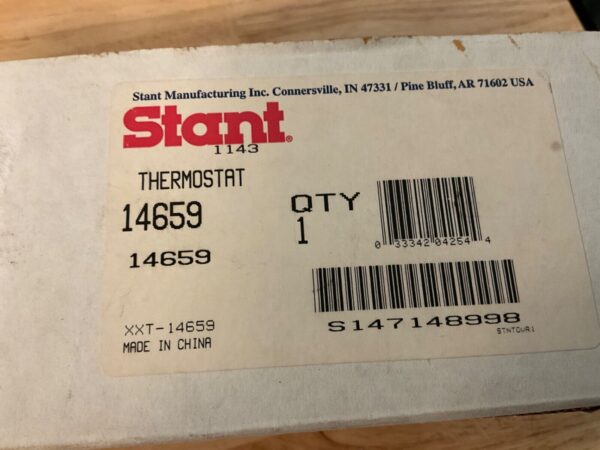 Stant Manufacturing Inc. Connersville, IN 47331 / Pine Bluff, AR 71602 USA
Stant®
1143
THERMOSTAT
14659
14659
QTY
1
0 33342 04254 4
S147148998
STNTOWR1
XXT-14659
MADE IN CHINA